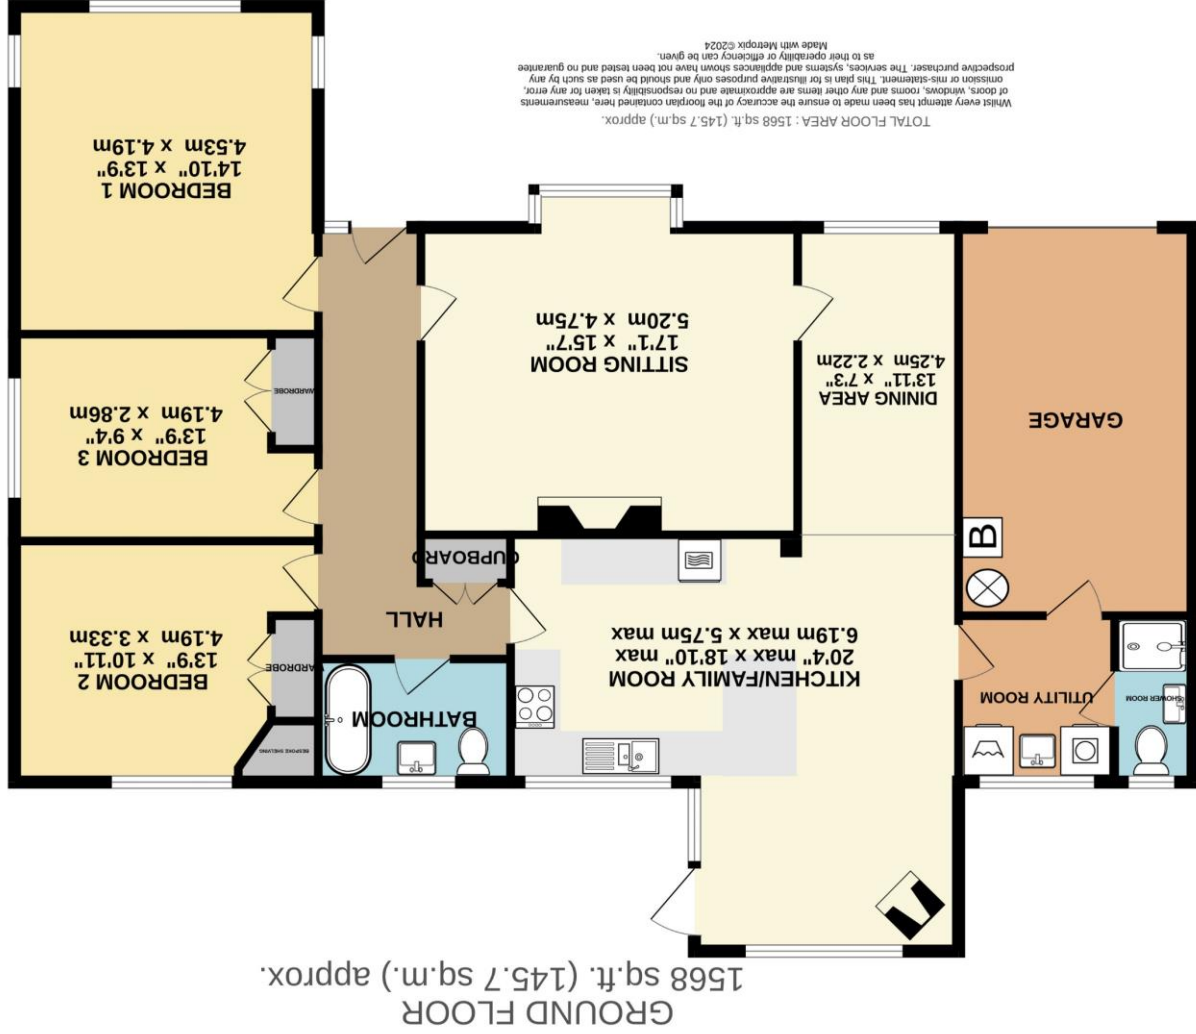 GROUND FLOOR
1568 sq.ft. (145.7 sq.m.) approx.
KITCHEN/FAMILY ROOM
20'4" max x 18'10" max
6.19m max x 5.75m max
UTILITY ROOM
SHOWER ROOM
BATHROOM
BESPOKE SHELVING
BEDROOM 2
13'9" x 10'11"
4.19m x 3.33m
WARDROBE
HALL
CUPBOARD
B
GARAGE
DINING AREA
13'11" x 7'3"
4.25m x 2.22m
SITTING ROOM
17'1" x 15'7"
5.20m x 4.75m
BEDROOM 3
13'9" x 9'4"
4.19m x 2.86m
WARDROBE
BEDROOM 1
14'10" x 13'9"
4.53m x 4.19m
TOTAL FLOOR AREA : 1568 sq.ft. (145.7 sq.m.) approx.
Whilst every attempt has been made to ensure the accuracy of the floorplan contained here, measurements
of doors, windows, rooms and any other items are approximate and no responsibility is taken for any error,
omission or mis-statement. This plan is for illustrative purposes only and should be used as such by any
prospective purchaser. The services, systems and appliances shown have not been tested and no guarantee
as to their operability or efficiency can be given.
Made with Metropix ©2024